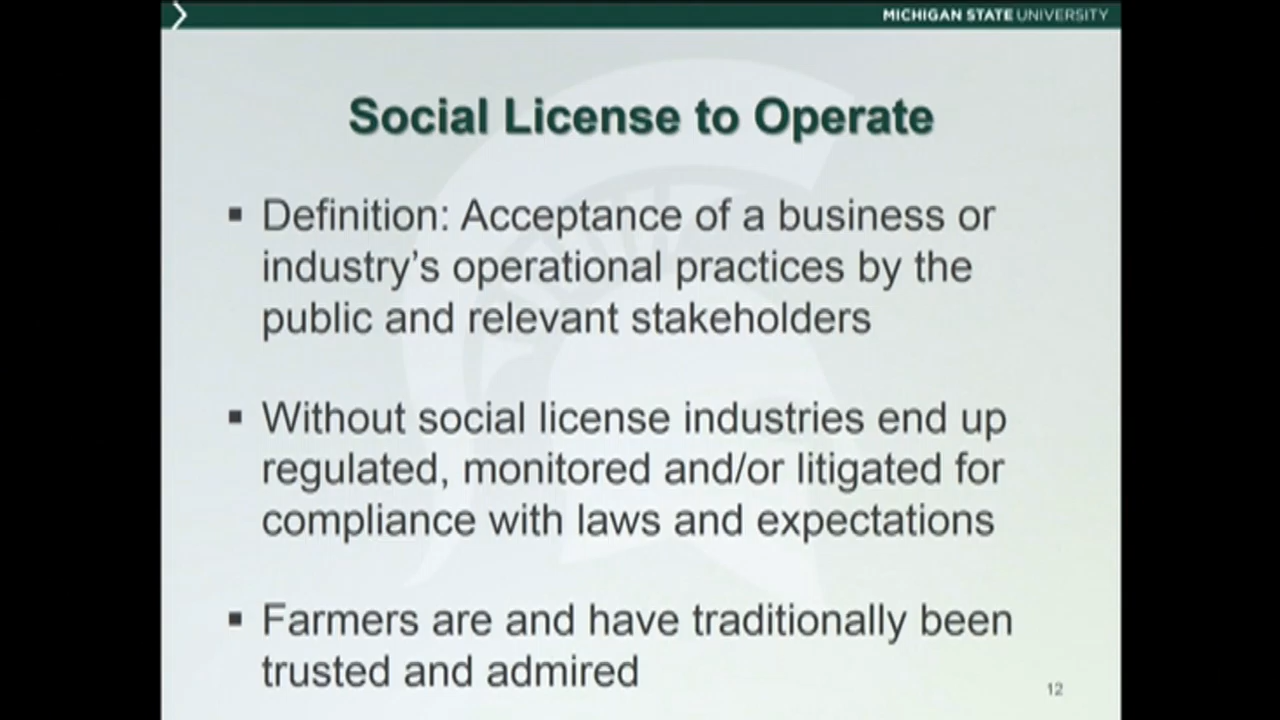 MICHIGAN STATE UNIVERSITY
Social License to Operate
▪ Definition: Acceptance of a business or
industry's operational practices by the
public and relevant stakeholders
▪ Without social license industries end up
regulated, monitored and/or litigated for
compliance with laws and expectations
▪ Farmers are and have traditionally been
trusted and admired
12